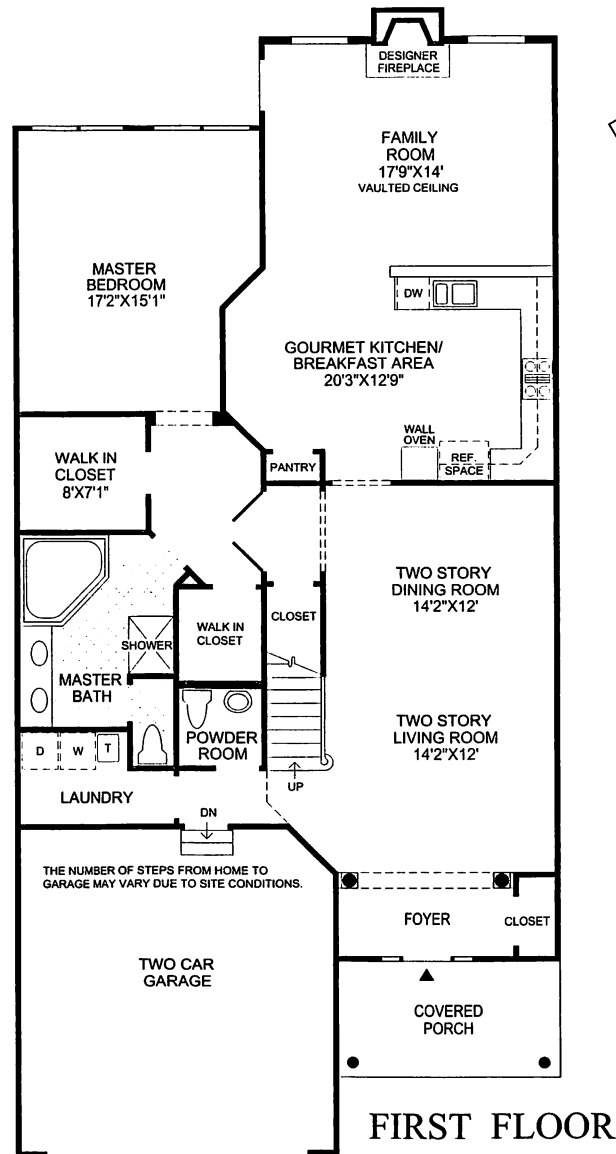 DESIGNER
FIREPLACE
FAMILY
ROOM
17'9"X14'
VAULTED CEILING
MASTER
BEDROOM
17'2"X15'1"
DW
GOURMET KITCHEN/
BREAKFAST AREA
20'3"X12'9"
WALL
OVEN
REF.
SPACE
PANTRY
WALK IN
CLOSET
8'X7'1"
TWO STORY
DINING ROOM
14'2"X12'
CLOSET
WALK IN
CLOSET
SHOWER
MASTER
BATH
TWO STORY
LIVING ROOM
14'2"X12'
POWDER
ROOM
D
W
T
UP
LAUNDRY
DN
THE NUMBER OF STEPS FROM HOME TO
GARAGE MAY VARY DUE TO SITE CONDITIONS.
FOYER
CLOSET
TWO CAR
GARAGE
COVERED
PORCH
FIRST FLOOR